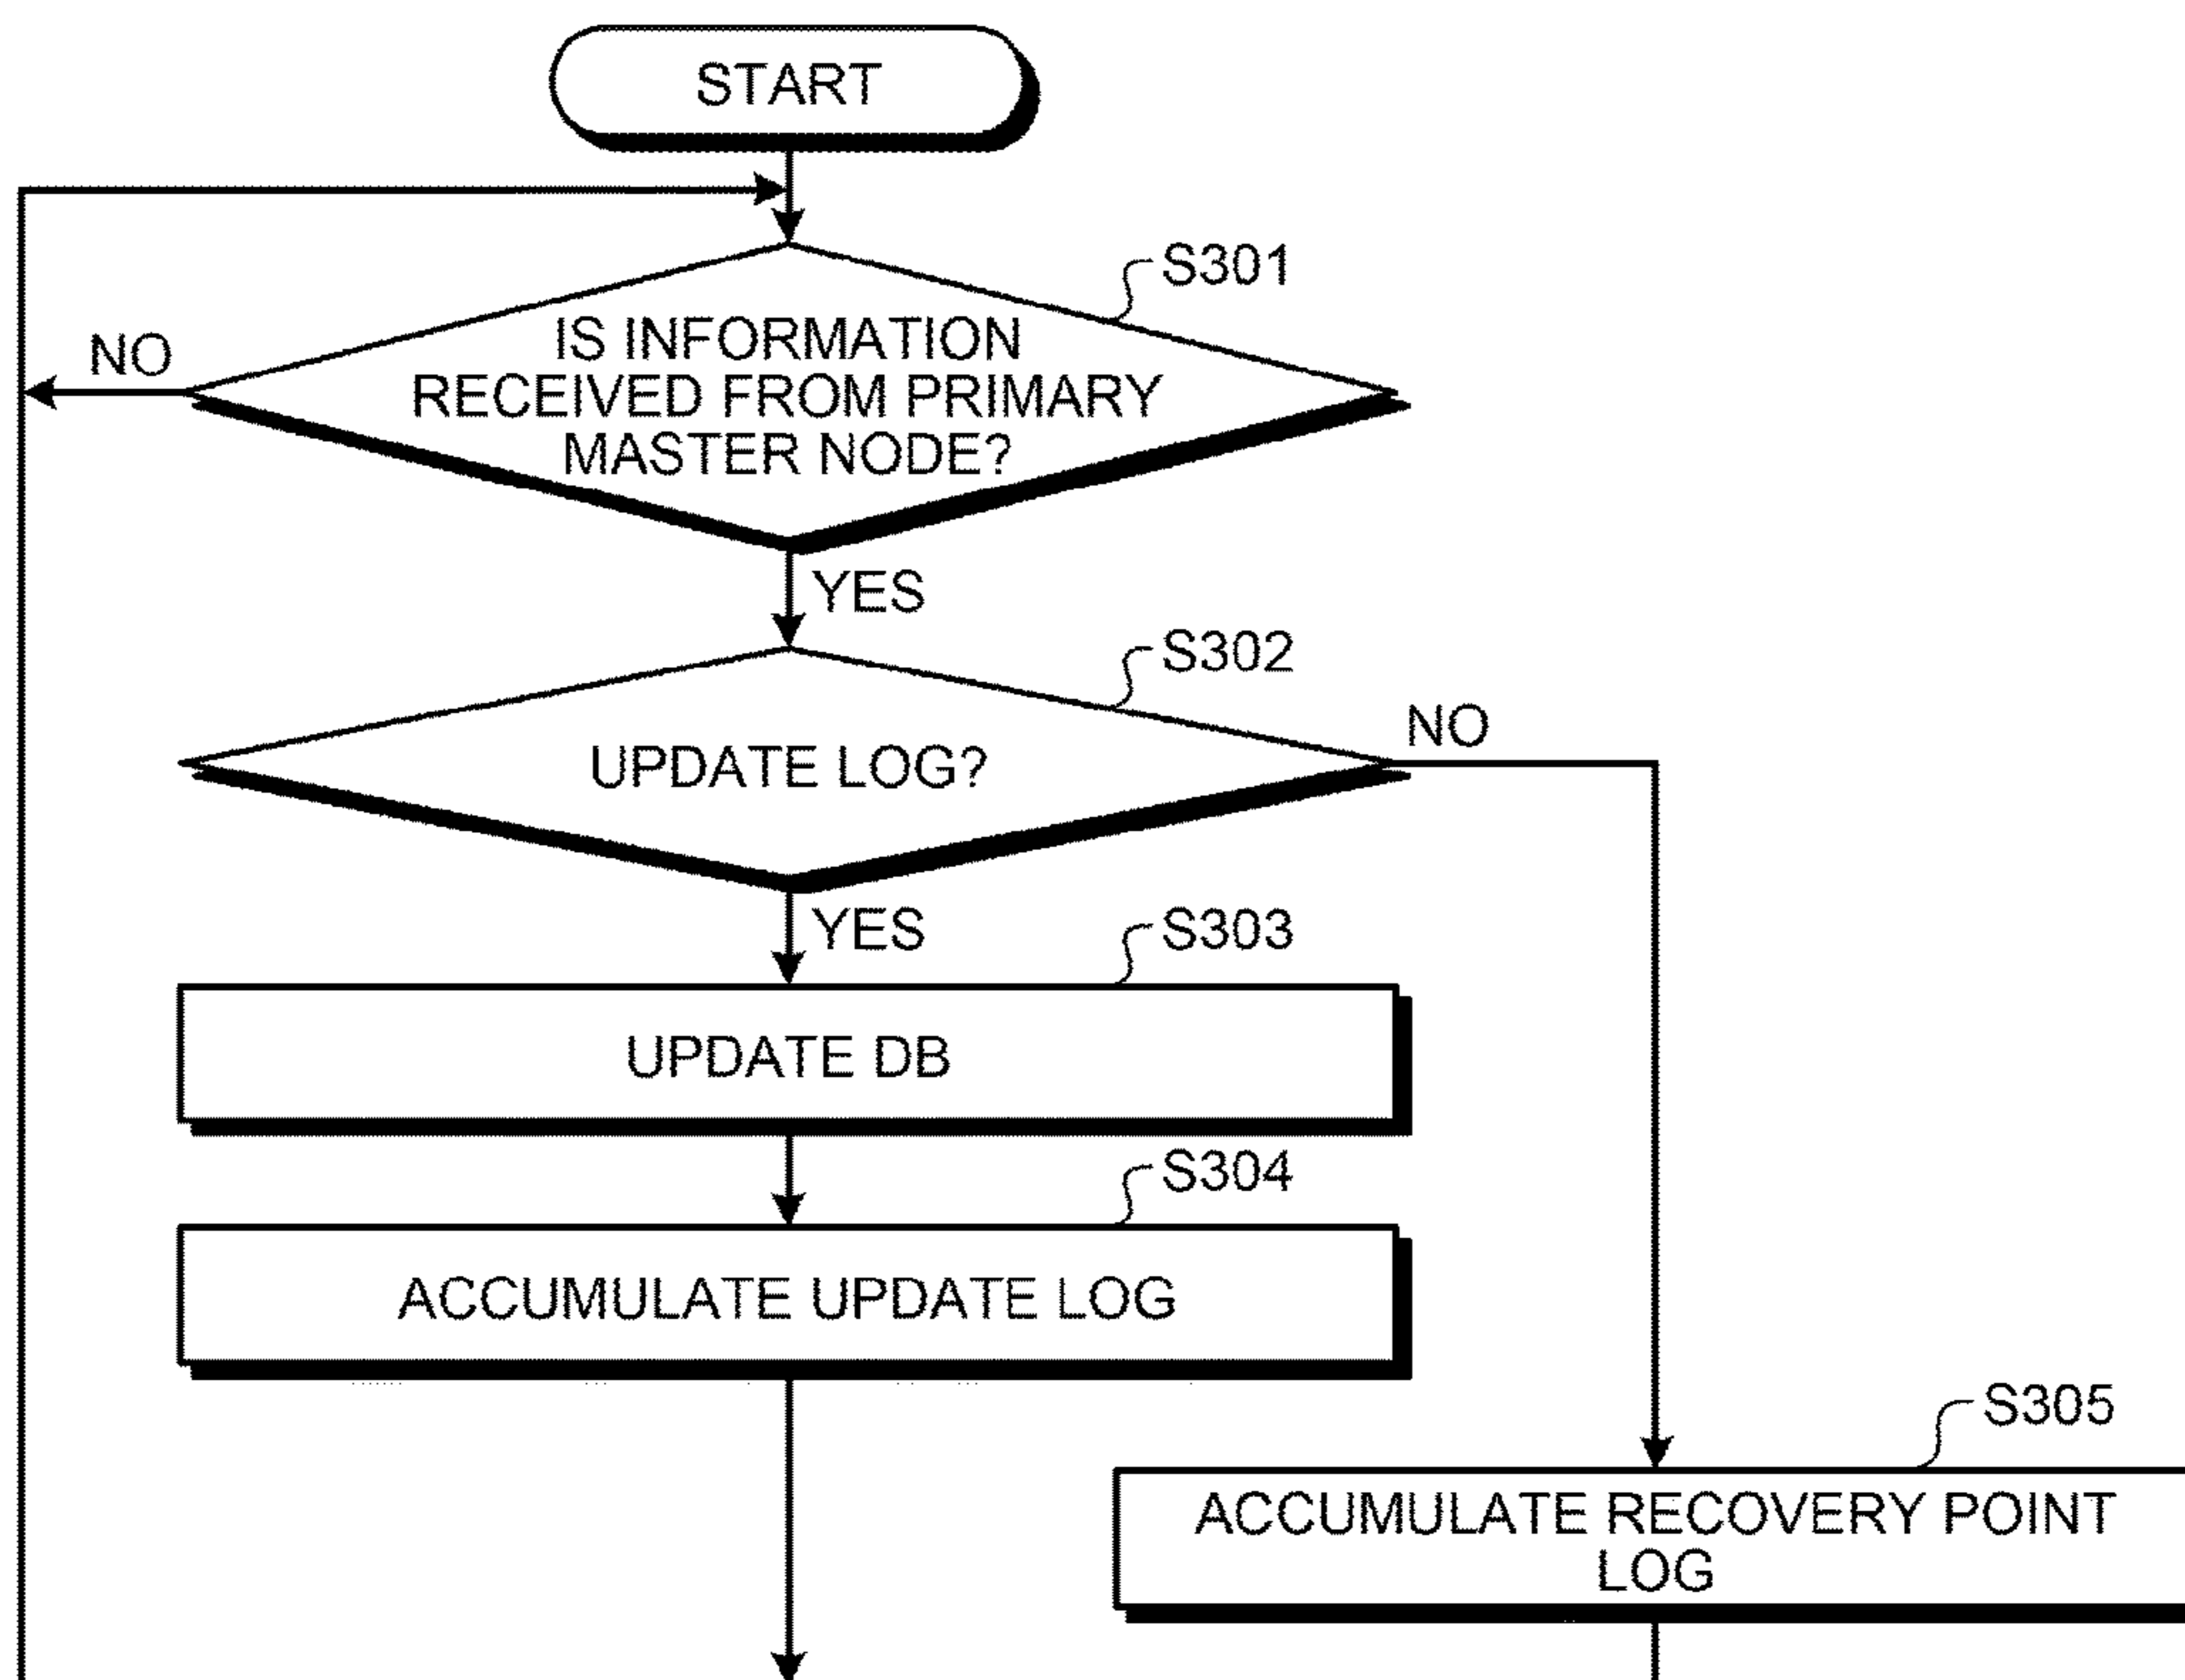 START
S301
IS INFORMATION
RECEIVED FROM PRIMARY
MASTER NODE?
NO
YES
S302
UPDATE LOG?
NO
YES
S303
UPDATE DB
S304
ACCUMULATE UPDATE LOG
S305
ACCUMULATE RECOVERY POINT
LOG